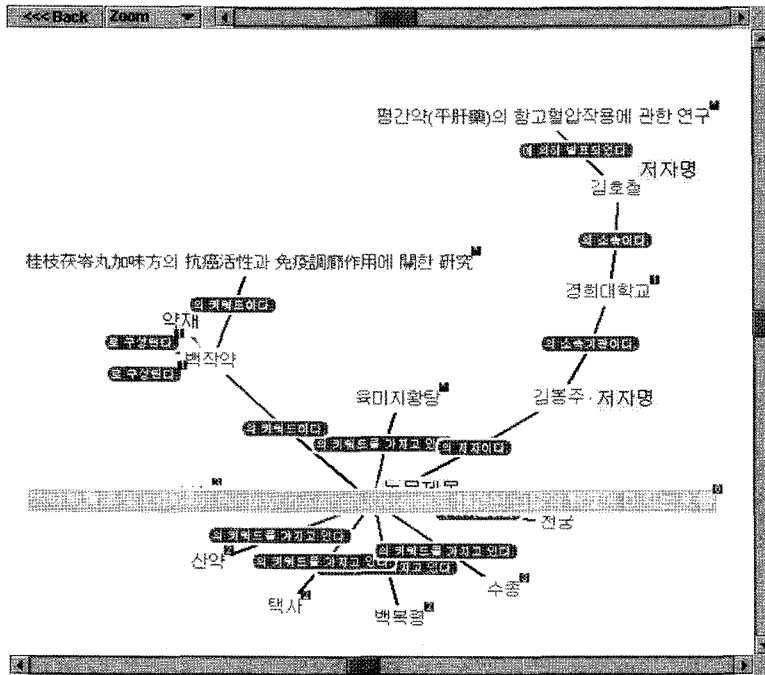 <<< Back Zoom
평간약(平肝藥)의 항고혈압작용에 관한 연구
에 의해 발표되었다
저자명
김호철
의 소속이다
桂枝茯岺丸加味方의 抗癌活性과 免疫調節作用에 關한 硏究
경희대학교
의 키워드이다
약재
로 구성된다
백작약
로 구성된다
의 소속기관이다
육미지황탕
김봉주 · 저자명
의 키워드이다
의 키워드를 가지고 있다
의 저자이다
전궁
의 키워드를 가지고 있다
의 키워드를 가지고 있다
산약
의 키워드를 가지고 있다
가지고 있다
수종
택사
백복령